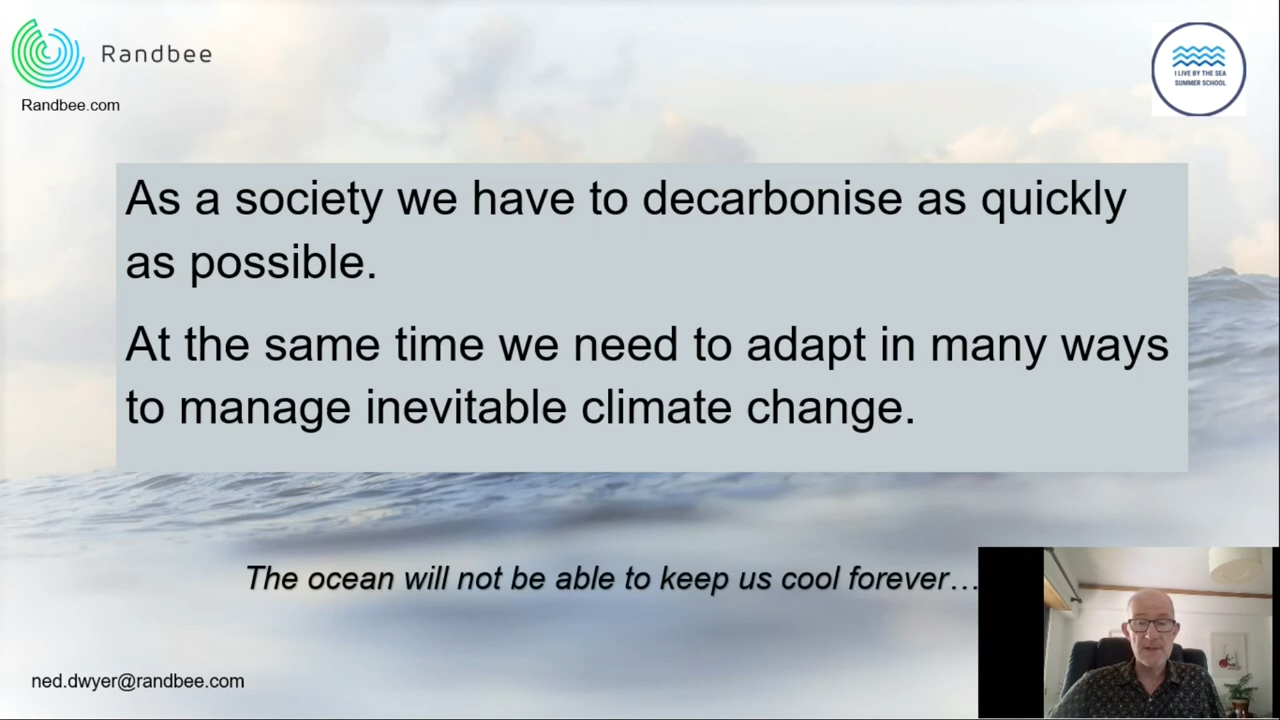 Randbee
Randbee.com
I LIVE BY THE SEA
SUMMER SCHOOL
As a society we have to decarbonise as quickly
as possible.
At the same time we need to adapt in many ways
to manage inevitable climate change.
The ocean will not be able to keep us cool forever…
ned.dwyer@randbee.com